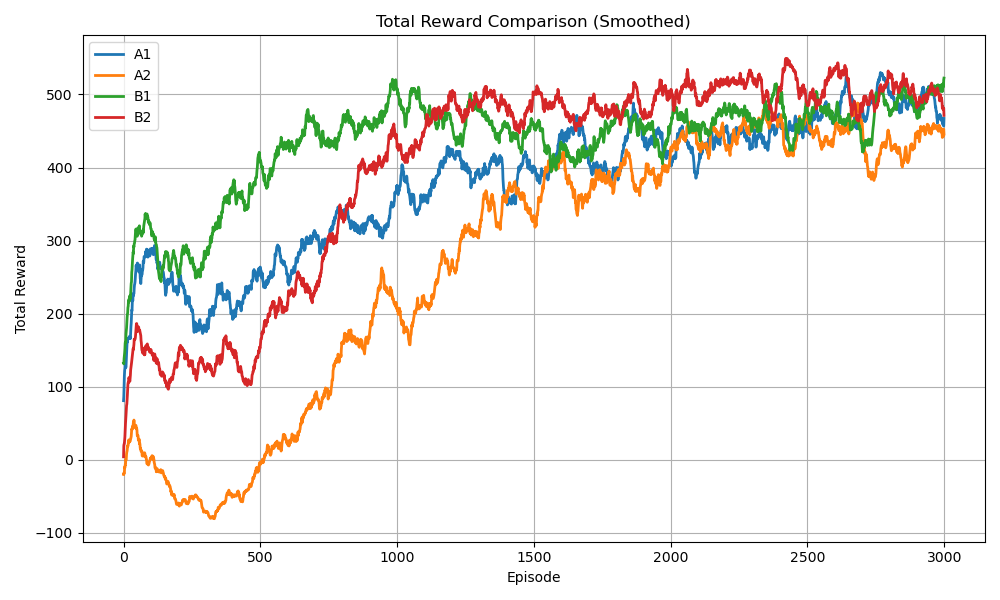 Total Reward Comparison (Smoothed)
A1
A2
B1
B2
500
400
300
200
100
0
−100
Total Reward
0 500 1000 1500 2000 2500 3000
Episode